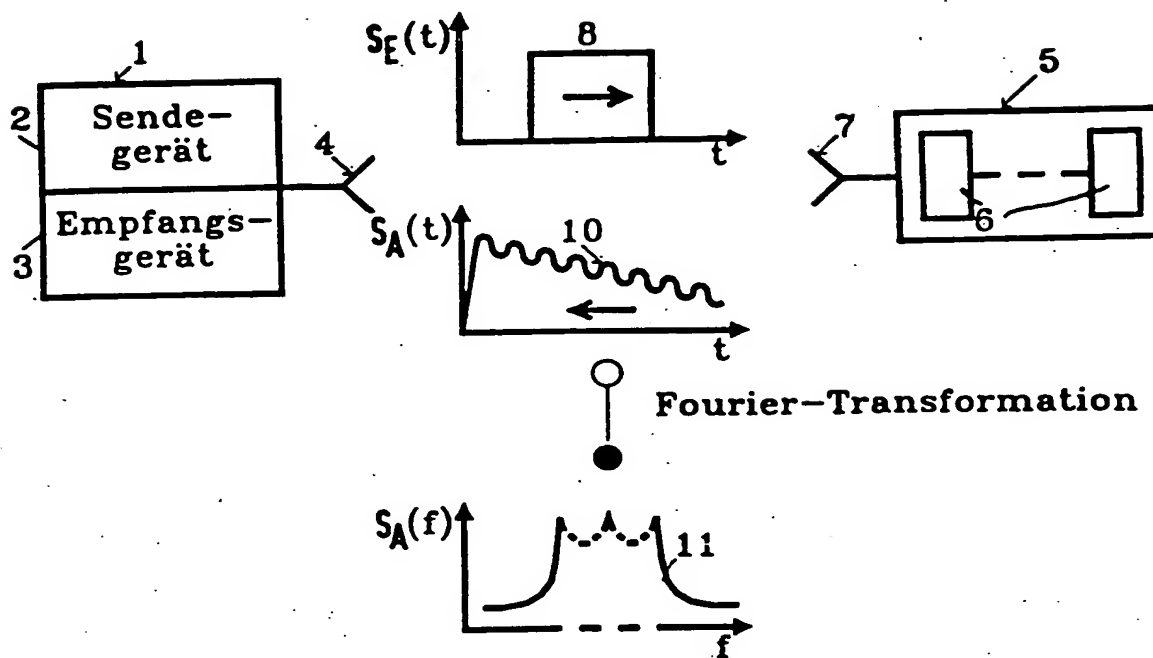 1
2
Sende-
gerät
3
Empfangs-
gerät
4
S_E(t)
8
t
7
5
6
S_A(t)
10
t
Fourier-Transformation
S_A(f)
11
f